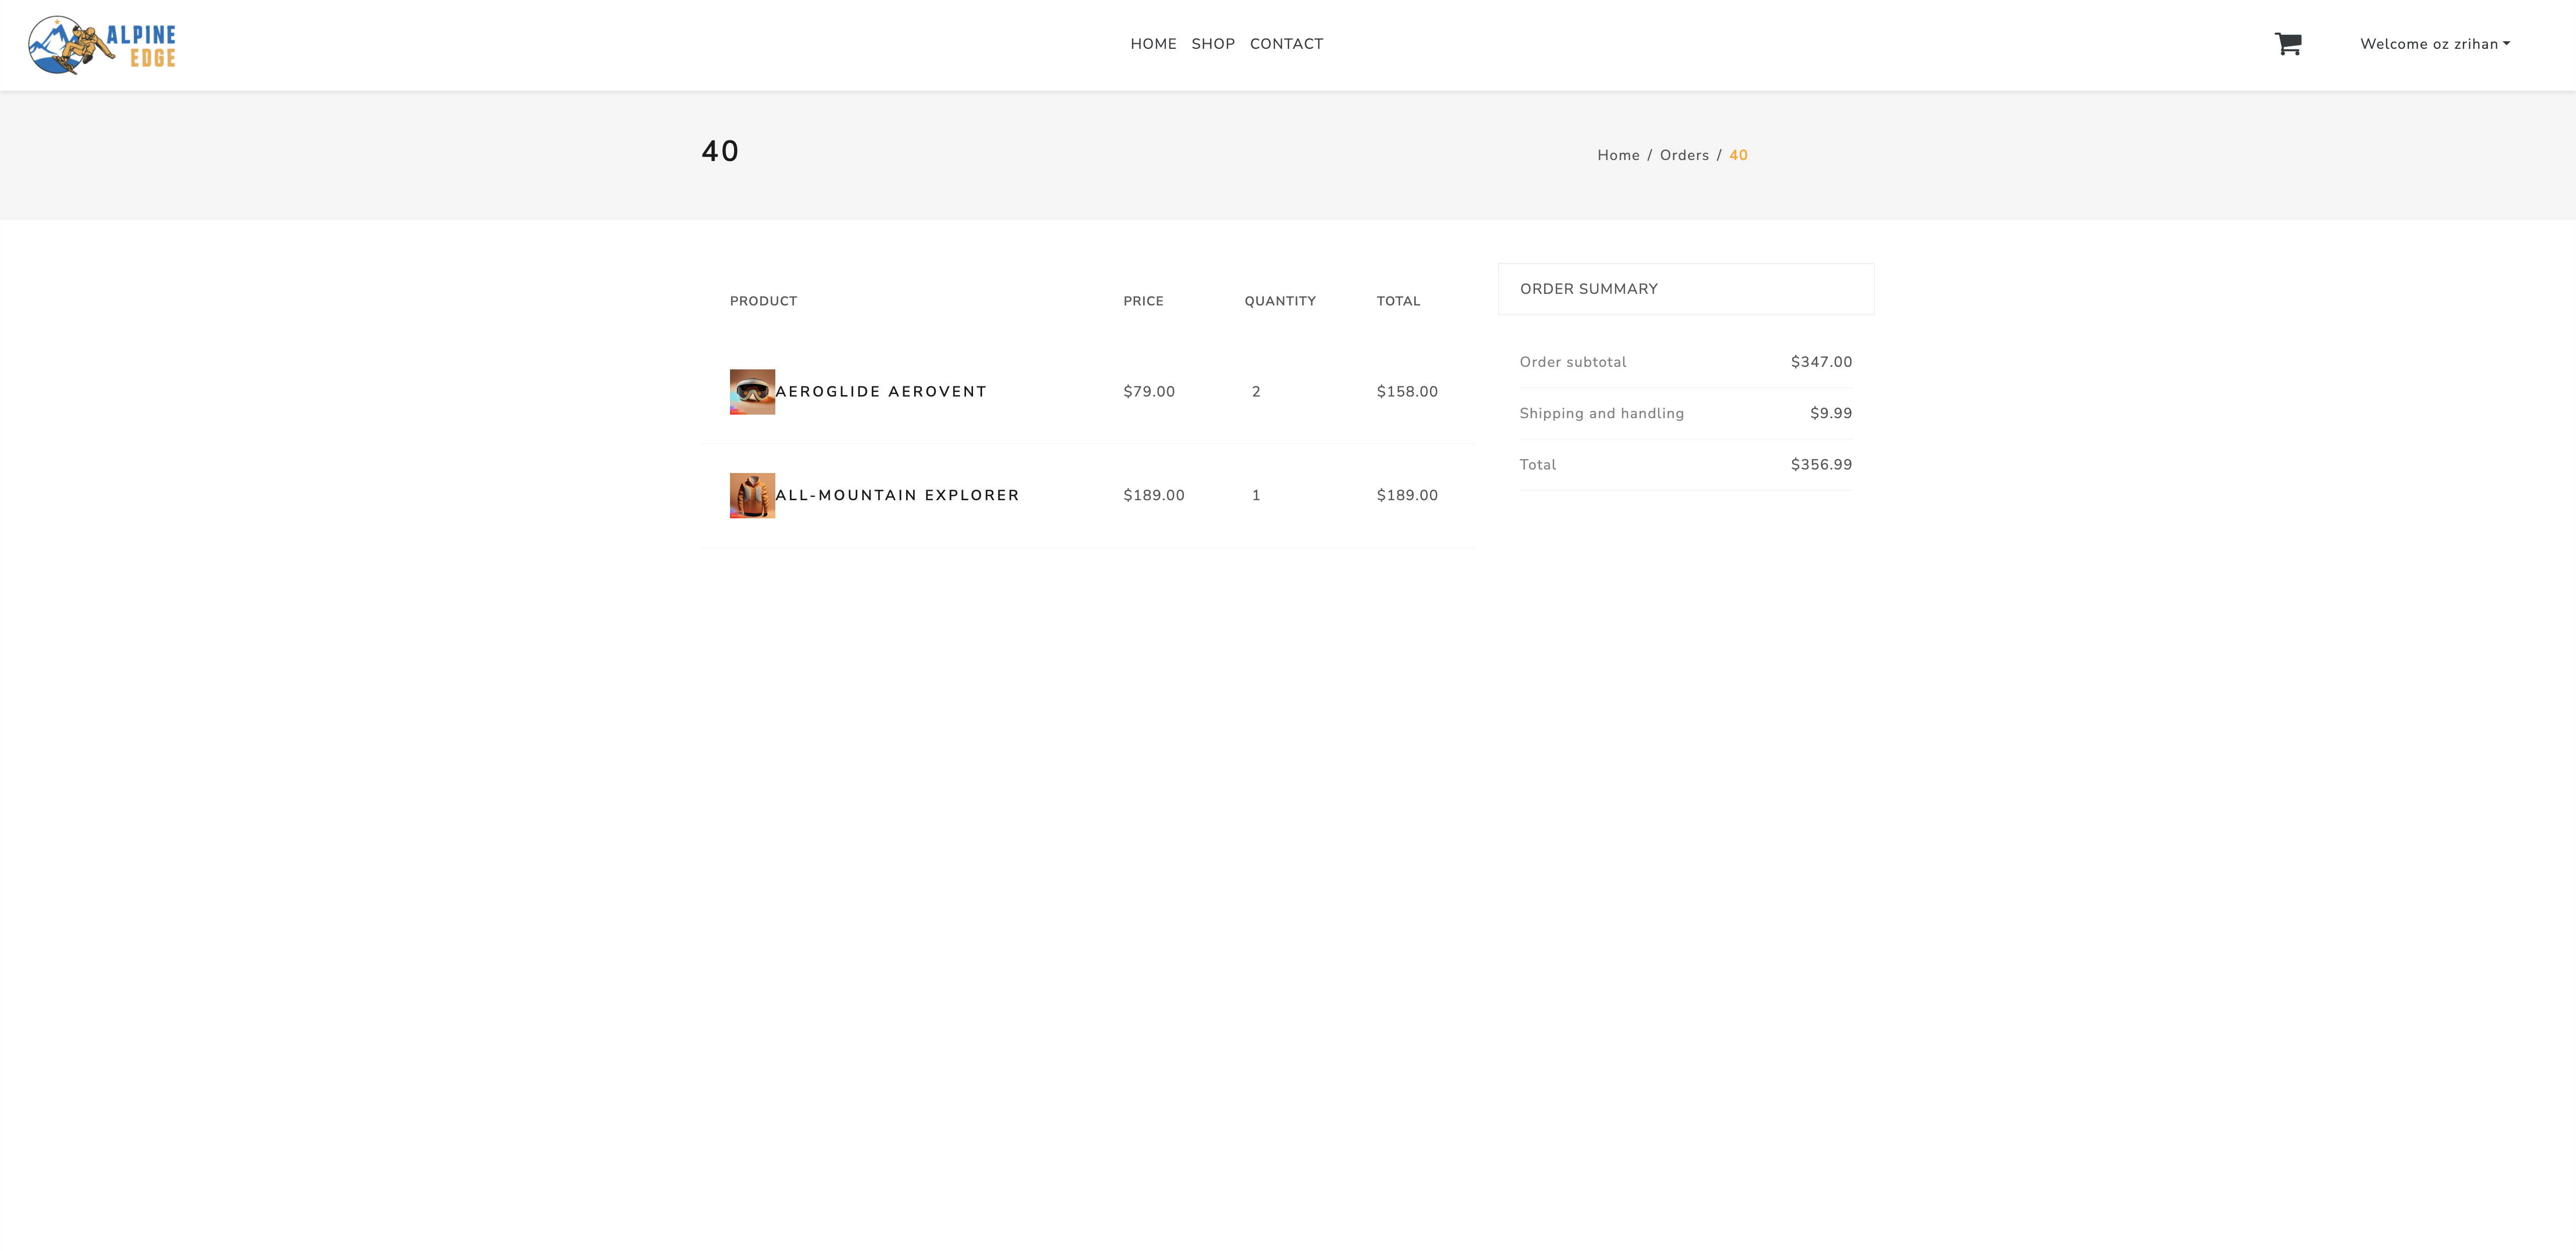 ALPINE
EDGE
HOME SHOP CONTACT
Welcome oz zrihan
40
Home / Orders / 40
PRODUCT PRICE QUANTITY TOTAL
AEROGLIDE AEROVENT $79.00 2 $158.00
ALL-MOUNTAIN EXPLORER $189.00 1 $189.00
ORDER SUMMARY
Order subtotal $347.00
Shipping and handling $9.99
Total $356.99